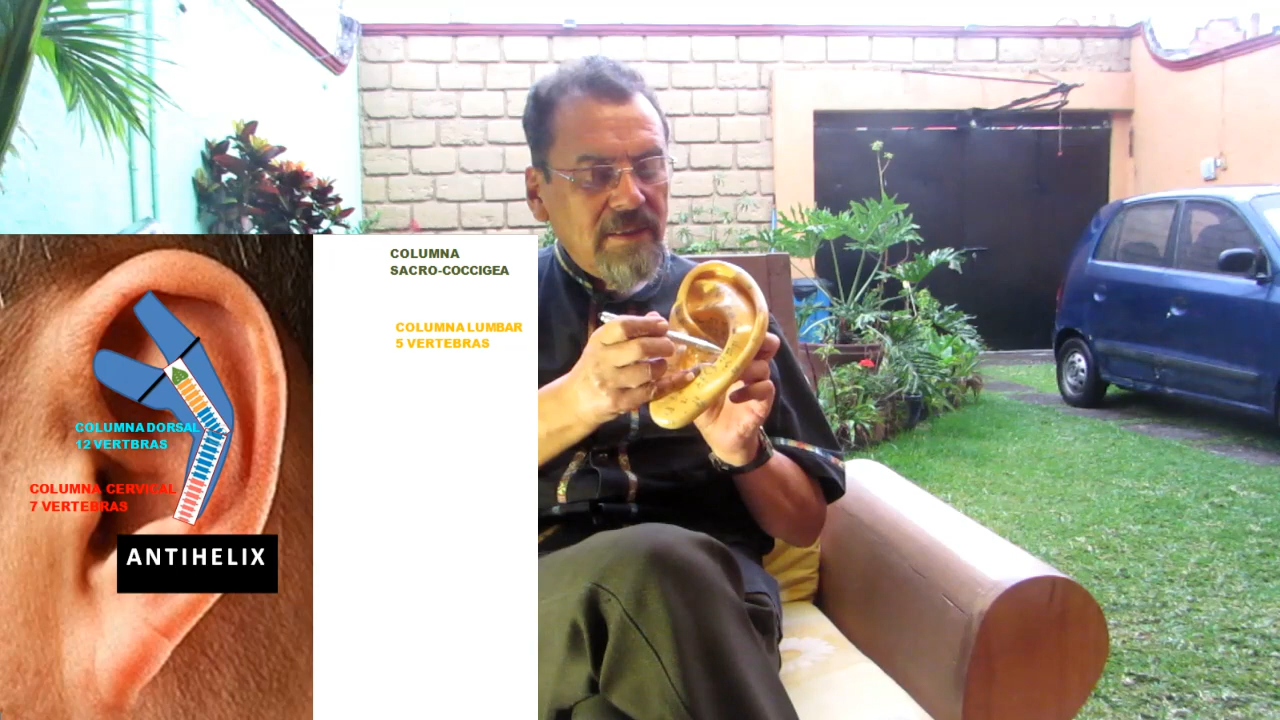 COLUMNA
SACRO-COCCIGEA
COLUMNA LUMBAR
5 VERTEBRAS
COLUMNA DORSAL
12 VERTBRAS
COLUMNA CERVICAL
7 VERTEBRAS
ANTIHELIX